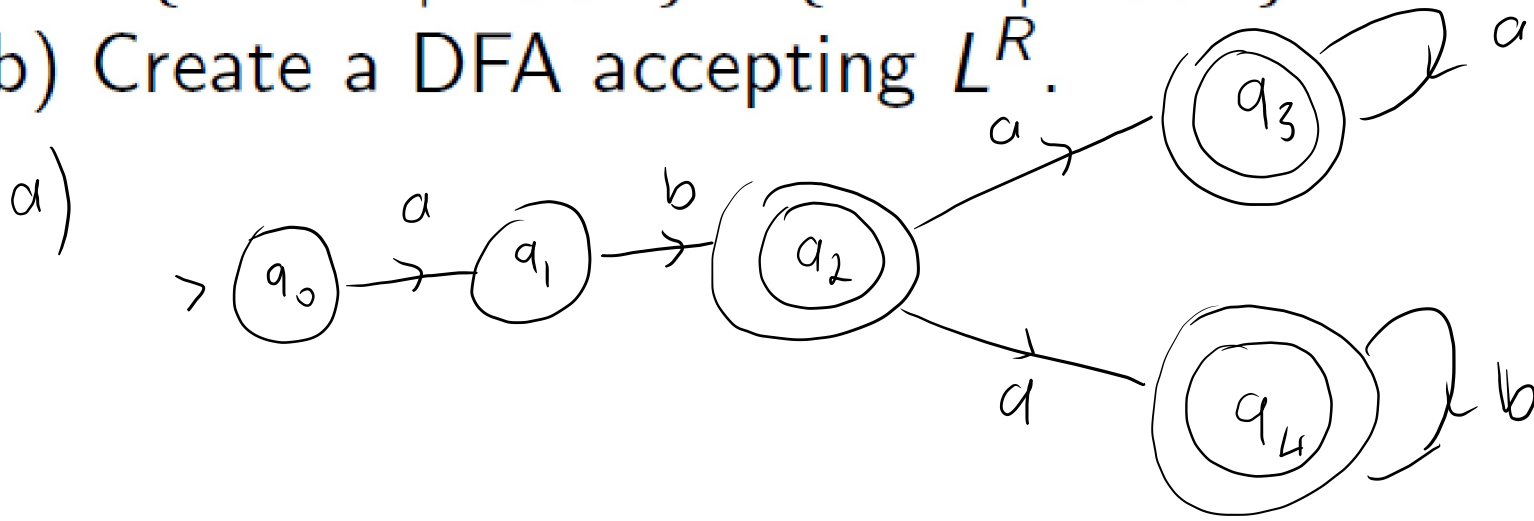 b) Create a DFA accepting L^R.
a)
a
a
b
a
q₃
> q₀
q₁
q₂
a
q₄
b